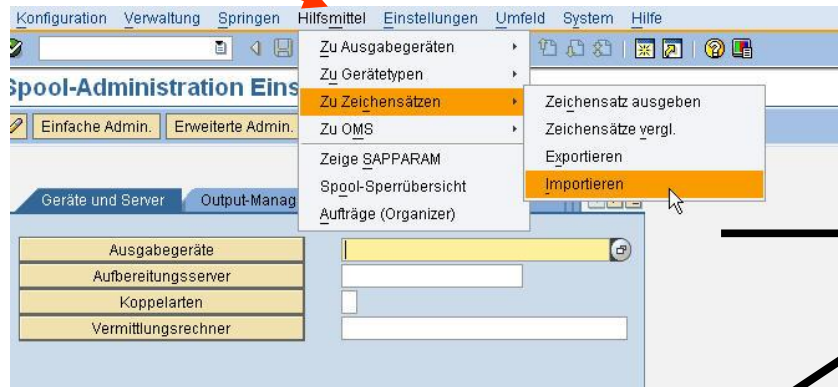 Konfiguration Verwaltung Springen Hilfsmittel Einstellungen Umfeld System Hilfe
Spool-Administration Eins
Einfache Admin. Erweiterte Admin.
Geräte und Server Output-Manag
Ausgabegeräte
Aufbereitungsserver
Koppelarten
Vermittlungsrechner
Zu Ausgabegeräten
Zu Gerätetypen
Zu Zeichensätzen
Zu OMS
Zeige SAPPARAM
Spool-Sperrübersicht
Aufträge (Organizer)
Zeichensatz ausgeben
Zeichensätze vergl.
Exportieren
Importieren